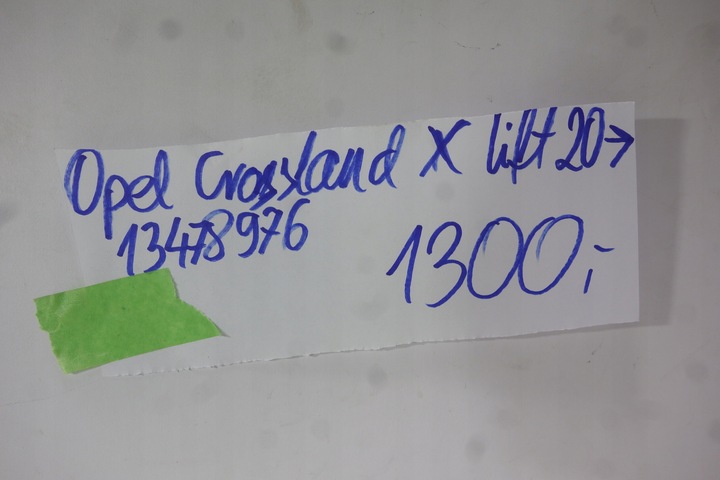 Opel Crossland X lift 20→
13478976
1300,-